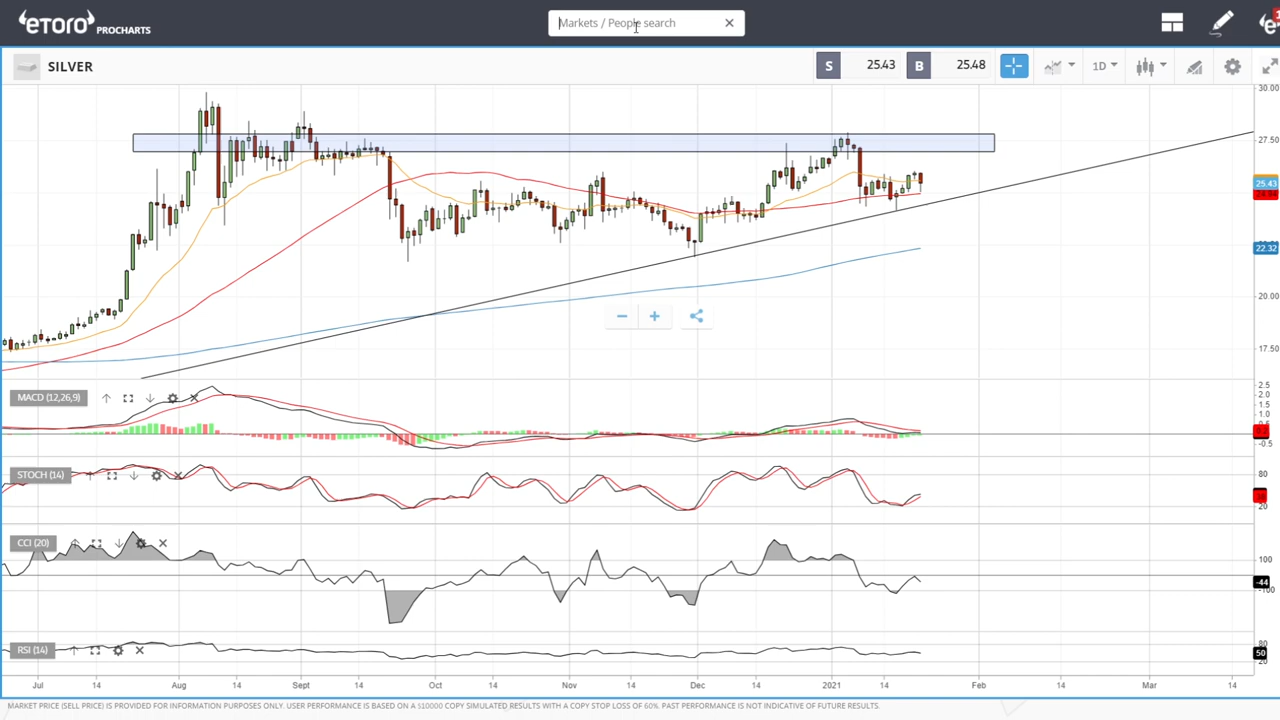 eTORO PROCHARTS
Markets / People search
SILVER
S 25.43 B 25.48
1D
30.00
27.50
25.43
22.32
20.00
17.50
MACD (12,26,9)
2.5
2.0
1.5
1.0
-0.5
STOCH (14)
80
20
CCI (20)
100
-44
-100
RSI (14)
80
50
20
Jul 14 Aug 14 Sept 14 Oct 14 Nov 14 Dec 14 2021 14 Feb 14 Mar 14
MARKET PRICE (SELL PRICE) IS PROVIDED FOR INFORMATION PURPOSES ONLY. USER PERFORMANCE IS BASED ON A $10000 COPY SIMULATED RESULTS WITH A COPY STOP LOSS OF 60%. PAST PERFORMANCE IS NOT INDICATIVE OF FUTURE RESULTS.